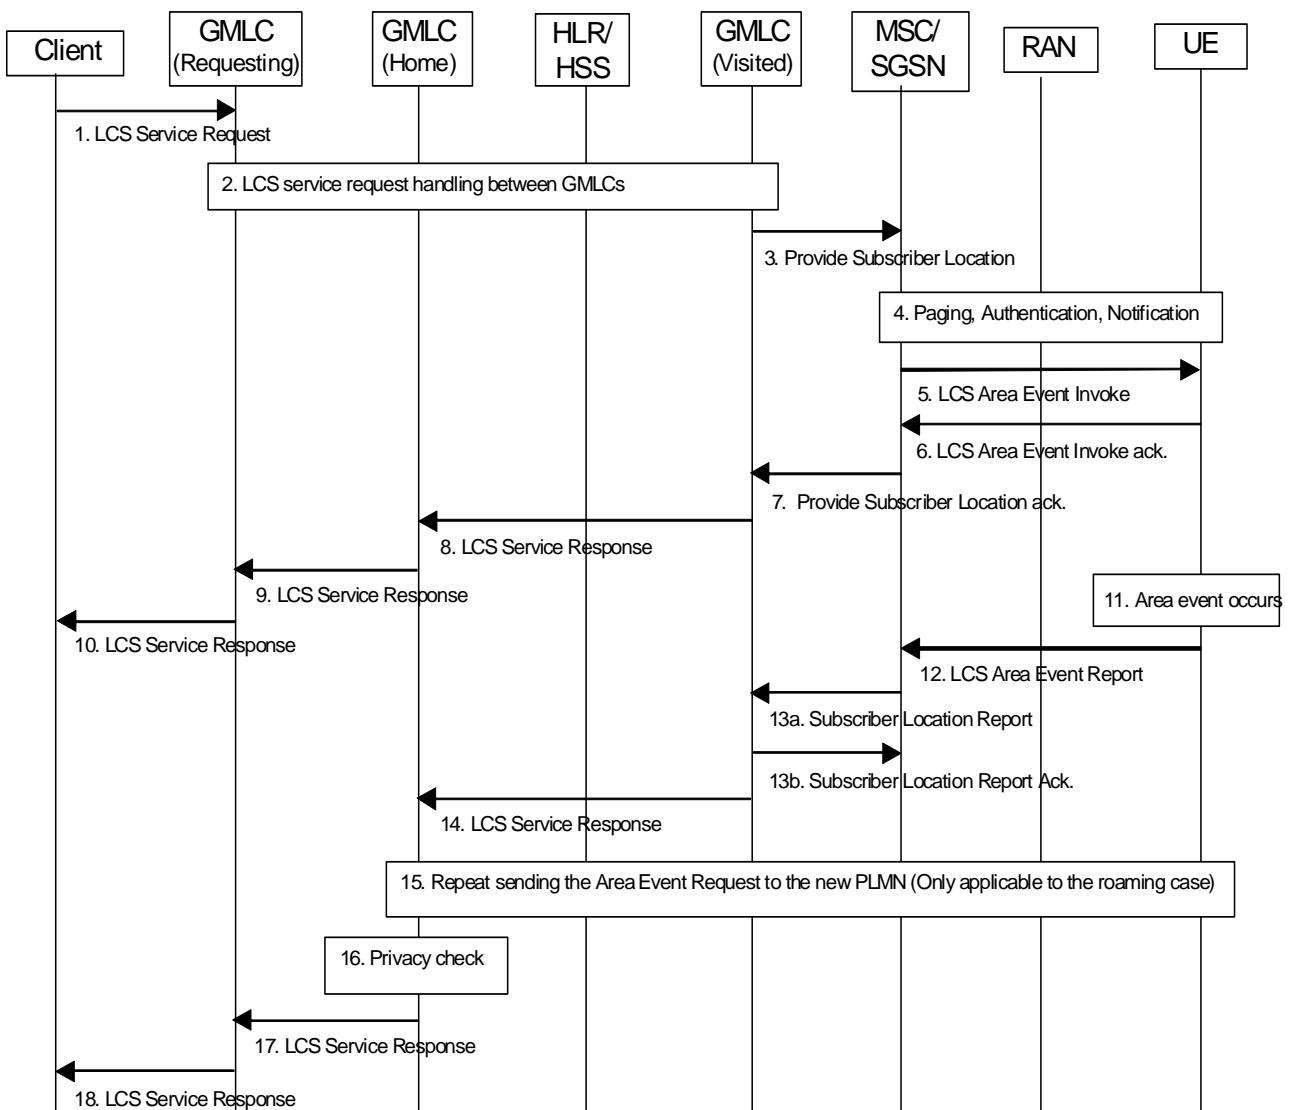 Client
GMLC
(Requesting)
GMLC
(Home)
HLR/
HSS
GMLC
(Visited)
MSC/
SGSN
RAN
UE
1. LCS Service Request
2. LCS service request handling between GMLCs
3. Provide Subscriber Location
4. Paging, Authentication, Notification
5. LCS Area Event Invoke
6. LCS Area Event Invoke ack.
7. Provide Subscriber Location ack.
8. LCS Service Response
9. LCS Service Response
10. LCS Service Response
11. Area event occurs
12. LCS Area Event Report
13a. Subscriber Location Report
13b. Subscriber Location Report Ack.
14. LCS Service Response
15. Repeat sending the Area Event Request to the new PLMN (Only applicable to the roaming case)
16. Privacy check
17. LCS Service Response
18. LCS Service Response